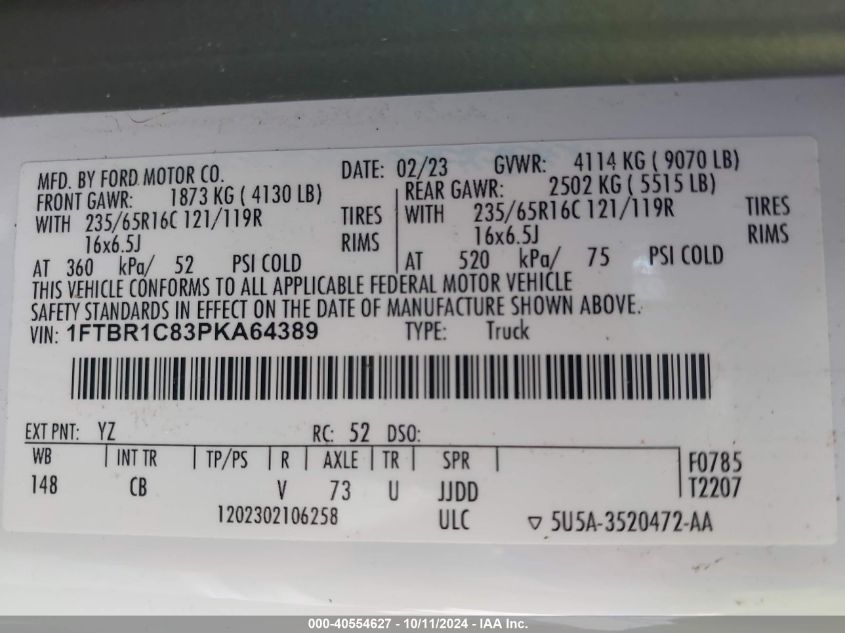 MFD. BY FORD MOTOR CO. DATE: 02/23 GVWR: 4114 KG ( 9070 LB)
FRONT GAWR: 1873 KG ( 4130 LB) REAR GAWR: 2502 KG ( 5515 LB)
WITH 235/65R16C 121/119R TIRES WITH 235/65R16C 121/119R TIRES
16x6.5J RIMS 16x6.5J RIMS
AT 360 kPa/ 52 PSI COLD AT 520 kPa/ 75 PSI COLD
THIS VEHICLE CONFORMS TO ALL APPLICABLE FEDERAL MOTOR VEHICLE
SAFETY STANDARDS IN EFFECT ON THE DATE OF MANUFACTURE SHOWN ABOVE.
VIN: 1FTBR1C83PKA64389 TYPE: Truck
EXT PNT: YZ RC: 52 DSO:
WB INT TR TP/PS R AXLE TR SPR F0785
148 CB V 73 U JJDD T2207
1202302106258 ULC ▽ 5U5A-3520472-AA
000-40554627 - 10/11/2024 - IAA Inc.